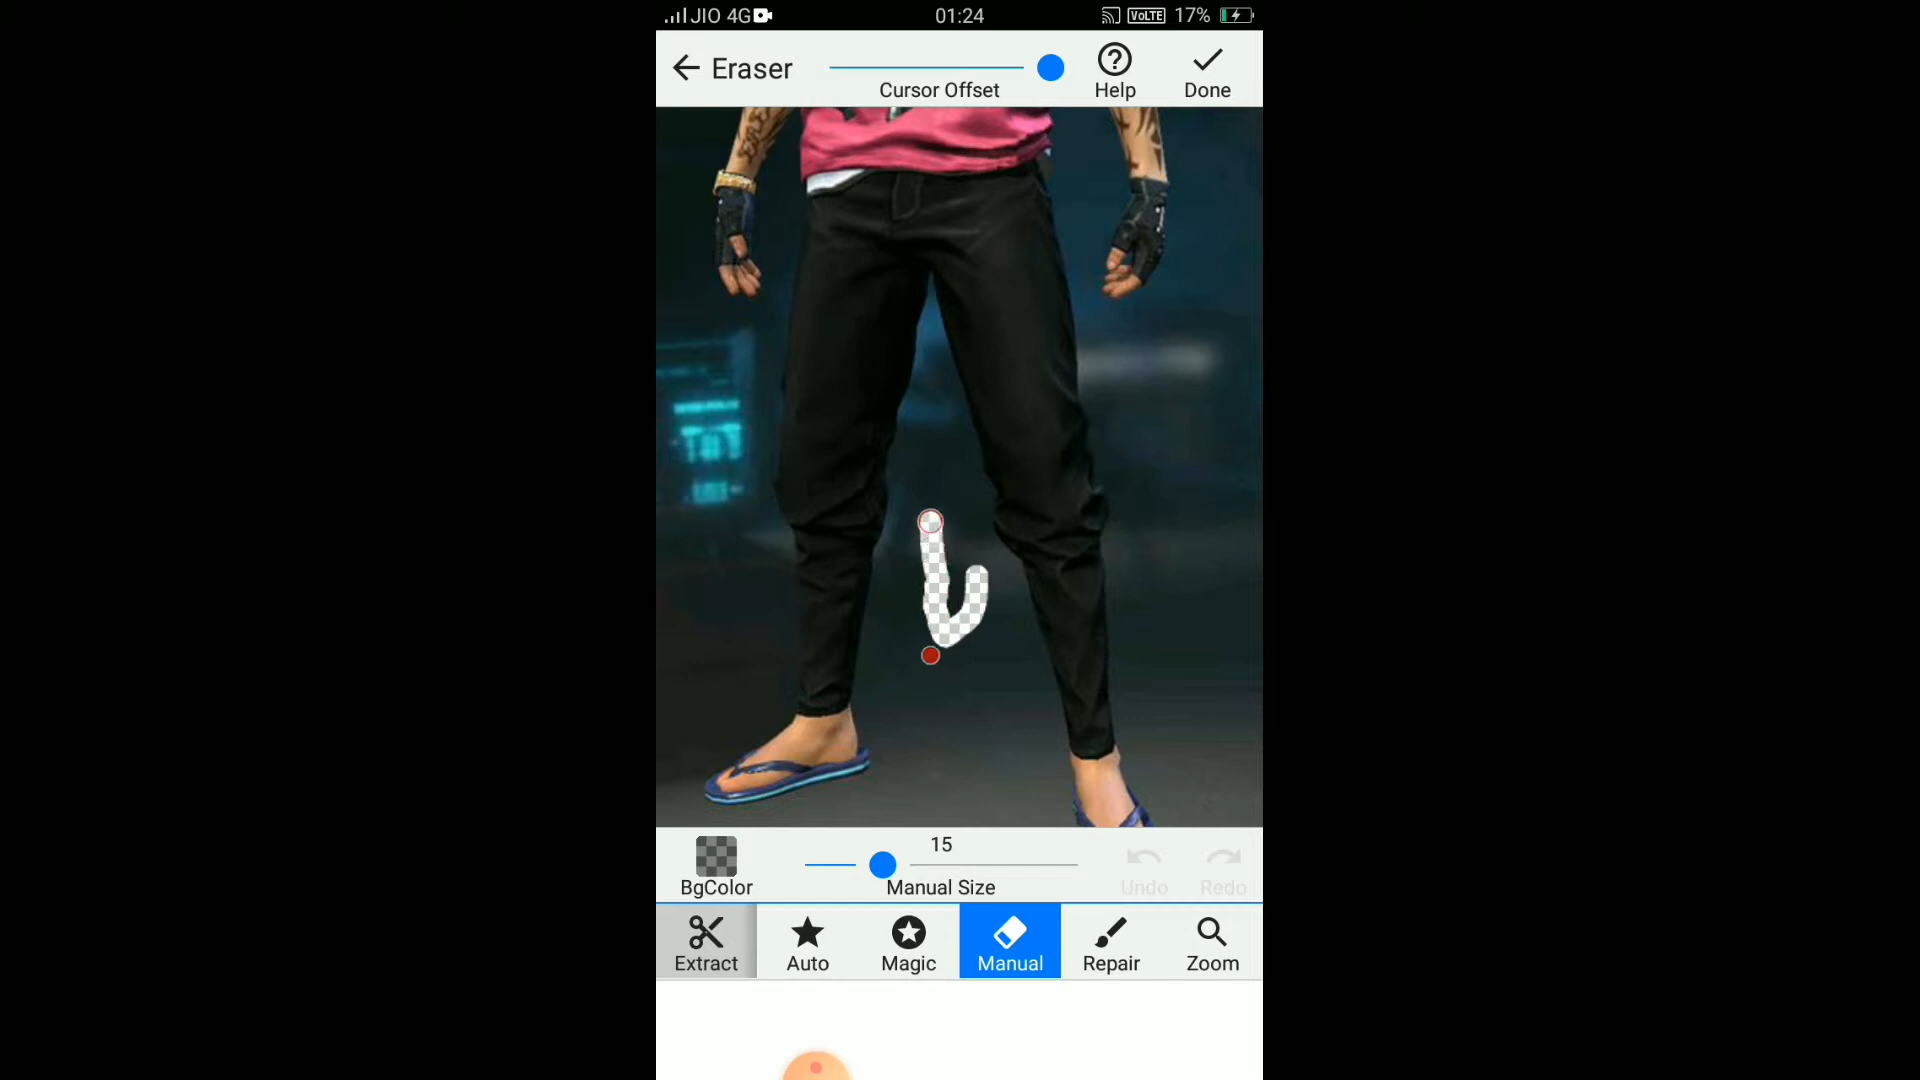 JIO 4G 01:24 VoLTE 17%
Eraser
Cursor Offset
Help
Done
15
BgColor
Manual Size
Undo
Redo
Extract
Auto
Magic
Manual
Repair
Zoom